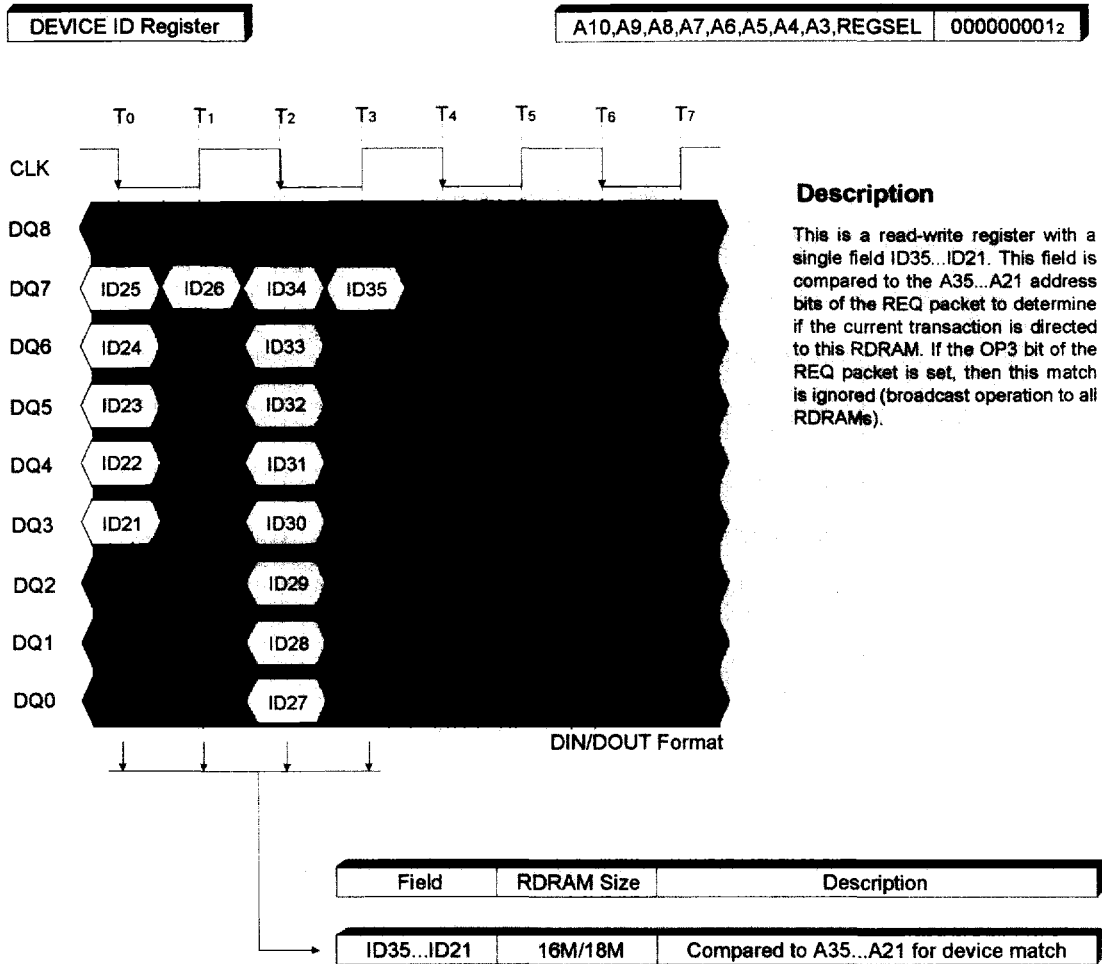 DEVICE ID Register
A10,A9,A8,A7,A6,A5,A4,A3,REGSEL 000000001₂
T0 T1 T2 T3 T4 T5 T6 T7
CLK
DQ8
DQ7 ID25 ID26 ID34 ID35
DQ6 ID24 ID33
DQ5 ID23 ID32
DQ4 ID22 ID31
DQ3 ID21 ID30
DQ2 ID29
DQ1 ID28
DQ0 ID27
DIN/DOUT Format
Description
This is a read-write register with a
single field ID35...ID21. This field is
compared to the A35...A21 address
bits of the REQ packet to determine
if the current transaction is directed
to this RDRAM. If the OP3 bit of the
REQ packet is set, then this match
is ignored (broadcast operation to all
RDRAMs).
Field RDRAM Size Description
ID35...ID21 16M/18M Compared to A35...A21 for device match